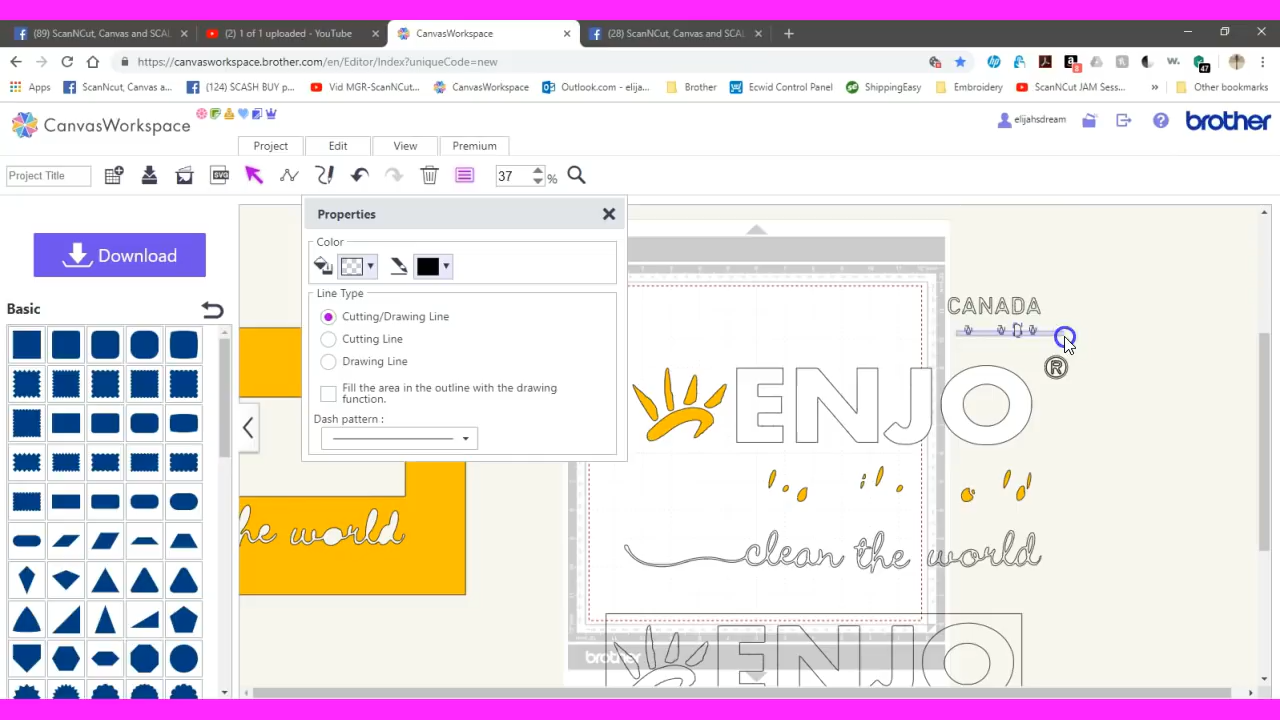 (89) ScanNCut, Canvas and SCAL
(2) 1 of 1 uploaded - YouTube
CanvasWorkspace
(28) ScanNCut, Canvas and SCAL
https://canvasworkspace.brother.com/en/Editor/Index?uniqueCode=new
Apps
ScanNcut, Canvas a...
(124) SCASH BUY p...
Vid MGR-ScanNCut...
CanvasWorkspace
Outlook.com - elija...
Brother
Ecwid Control Panel
ShippingEasy
Embroidery
ScanNCut JAM Sess...
»
Other bookmarks
CanvasWorkspace
elijahsdream
brother
Project
Edit
View
Premium
Project Title
SVG
37 %
Download
Basic
Properties
Color
Line Type
Cutting/Drawing Line
Cutting Line
Drawing Line
Fill the area in the outline with the drawing
function.
Dash pattern :
CANADA
®
ENJO
clean the world
he world
ENJO
brother